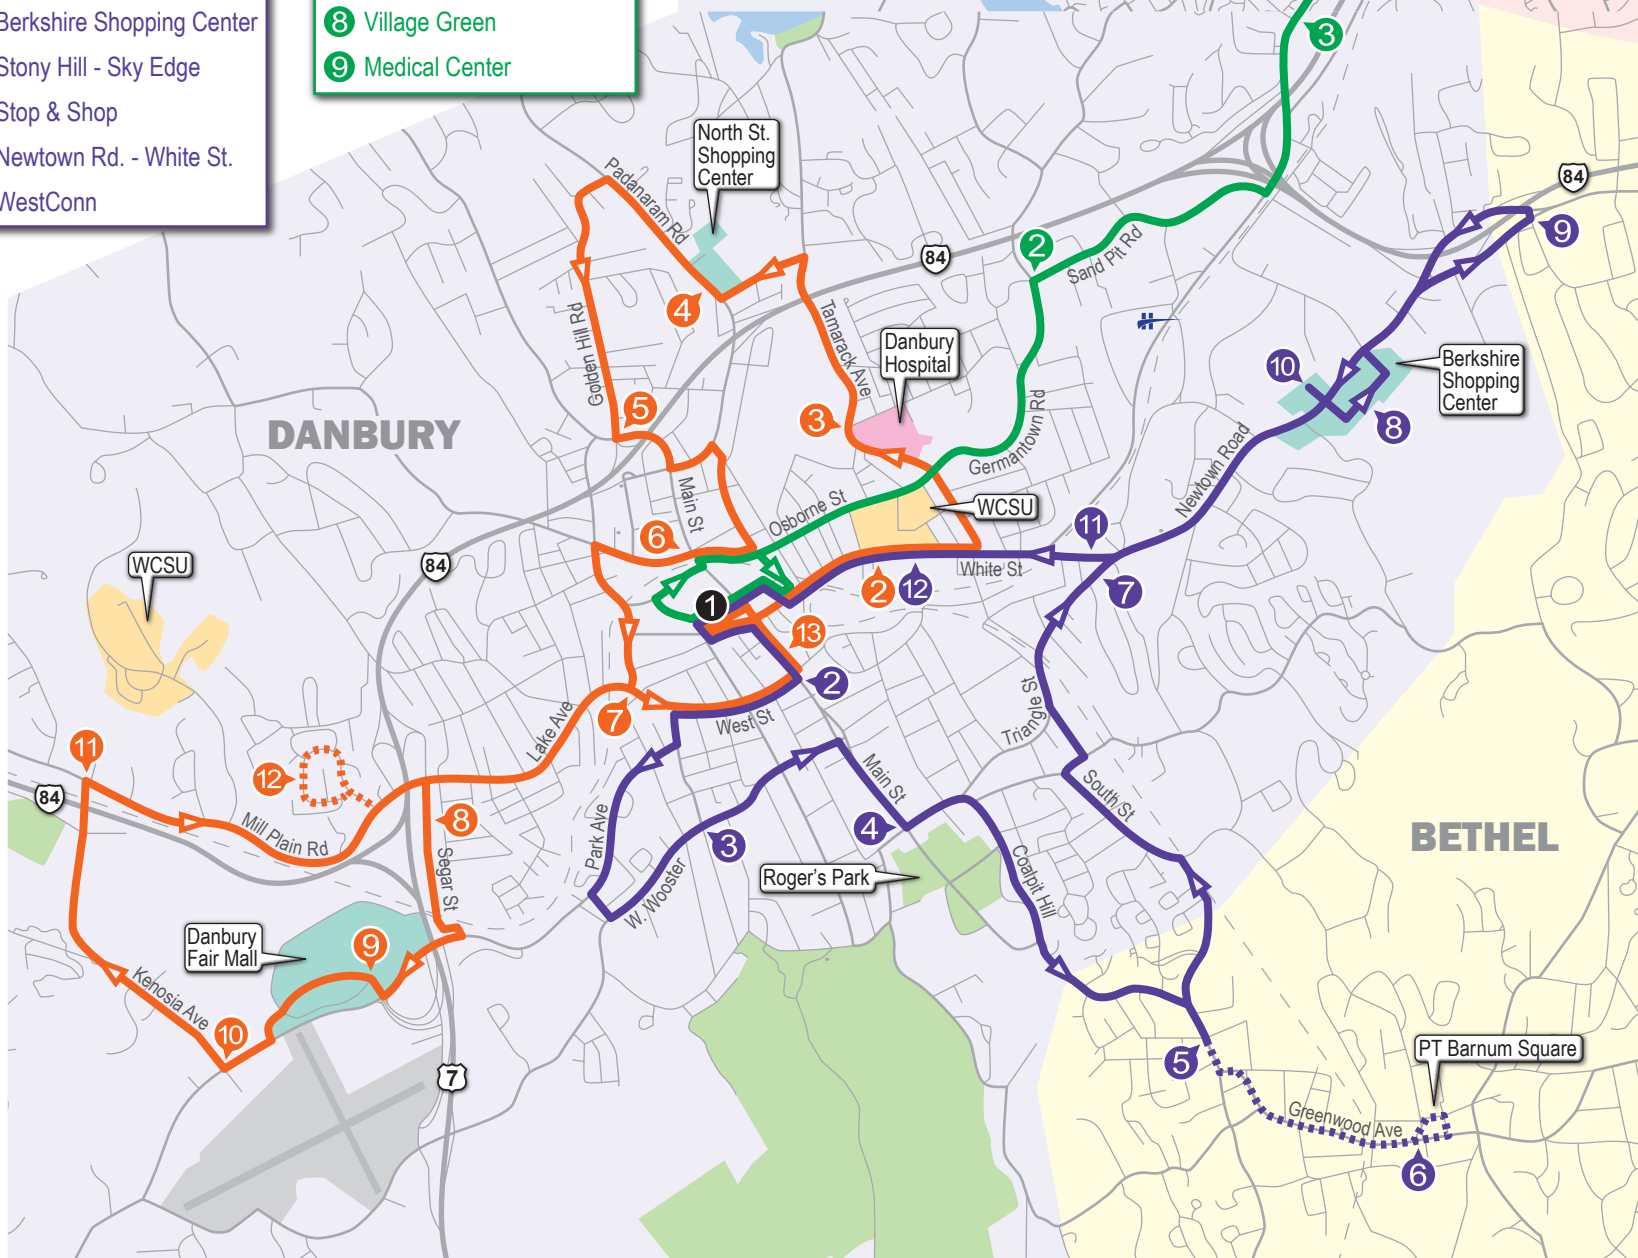 Berkshire Shopping Center
Stony Hill - Sky Edge
Stop & Shop
Newtown Rd. - White St.
WestConn
8 Village Green
9 Medical Center
3
North St.
Shopping
Center
Padanaram Rd
84
9
2
Sand Pit Rd
84
4
Golden Hill Rd
Tamarack Ave
Danbury
Hospital
10
Berkshire
Shopping
Center
5
3
8
DANBURY
Germantown Rd
Newtown Road
Main St
Osborne St
WCSU
11
6
WCSU
84
White St
2
12
7
1
13
2
Triangle St
7
West St
Lake Ave
11
12
84
Mill Plain Rd
8
Main St
South St
4
3
BETHEL
Park Ave
Segar St
Roger's Park
W. Wooster
Coalpit Hill
Danbury
Fair Mall
9
Kenosia Ave
10
7
5
PT Barnum Square
Greenwood Ave
6